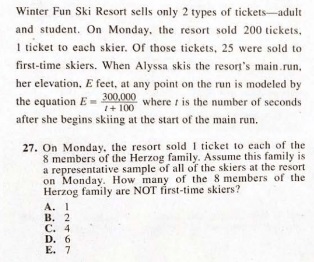 Winter Fun Ski Resort sells only 2 types of tickets—adult
and student. On Monday, the resort sold 200 tickets,
1 ticket to each skier. Of those tickets, 25 were sold to
first-time skiers. When Alyssa skis the resort's main run,
her elevation, E feet, at any point on the run is modeled by
the equation E = 300,000/t + 100 where t is the number of seconds
after she begins skiing at the start of the main run.
27. On Monday, the resort sold 1 ticket to each of the
8 members of the Herzog family. Assume this family is
a representative sample of all of the skiers at the resort
on Monday. How many of the 8 members of the
Herzog family are NOT first-time skiers?
A. 1
B. 2
C. 4
D. 6
E. 7